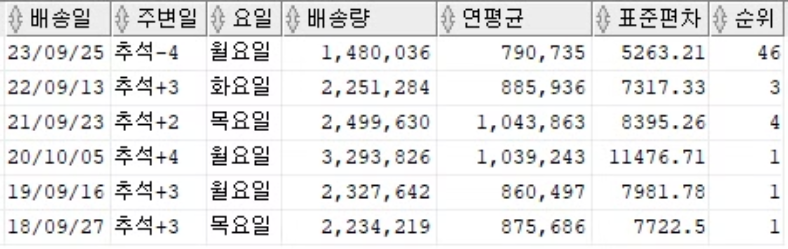 배송일 주변일 요일 배송량 연평균 표준편차 순위
23/09/25 추석-4 월요일 1,480,036 790,735 5263.21 46
22/09/13 추석+3 화요일 2,251,284 885,936 7317.33 3
21/09/23 추석+2 목요일 2,499,630 1,043,863 8395.26 4
20/10/05 추석+4 월요일 3,293,826 1,039,243 11476.71 1
19/09/16 추석+3 월요일 2,327,642 860,497 7981.78 1
18/09/27 추석+3 목요일 2,234,219 875,686 7722.5 1